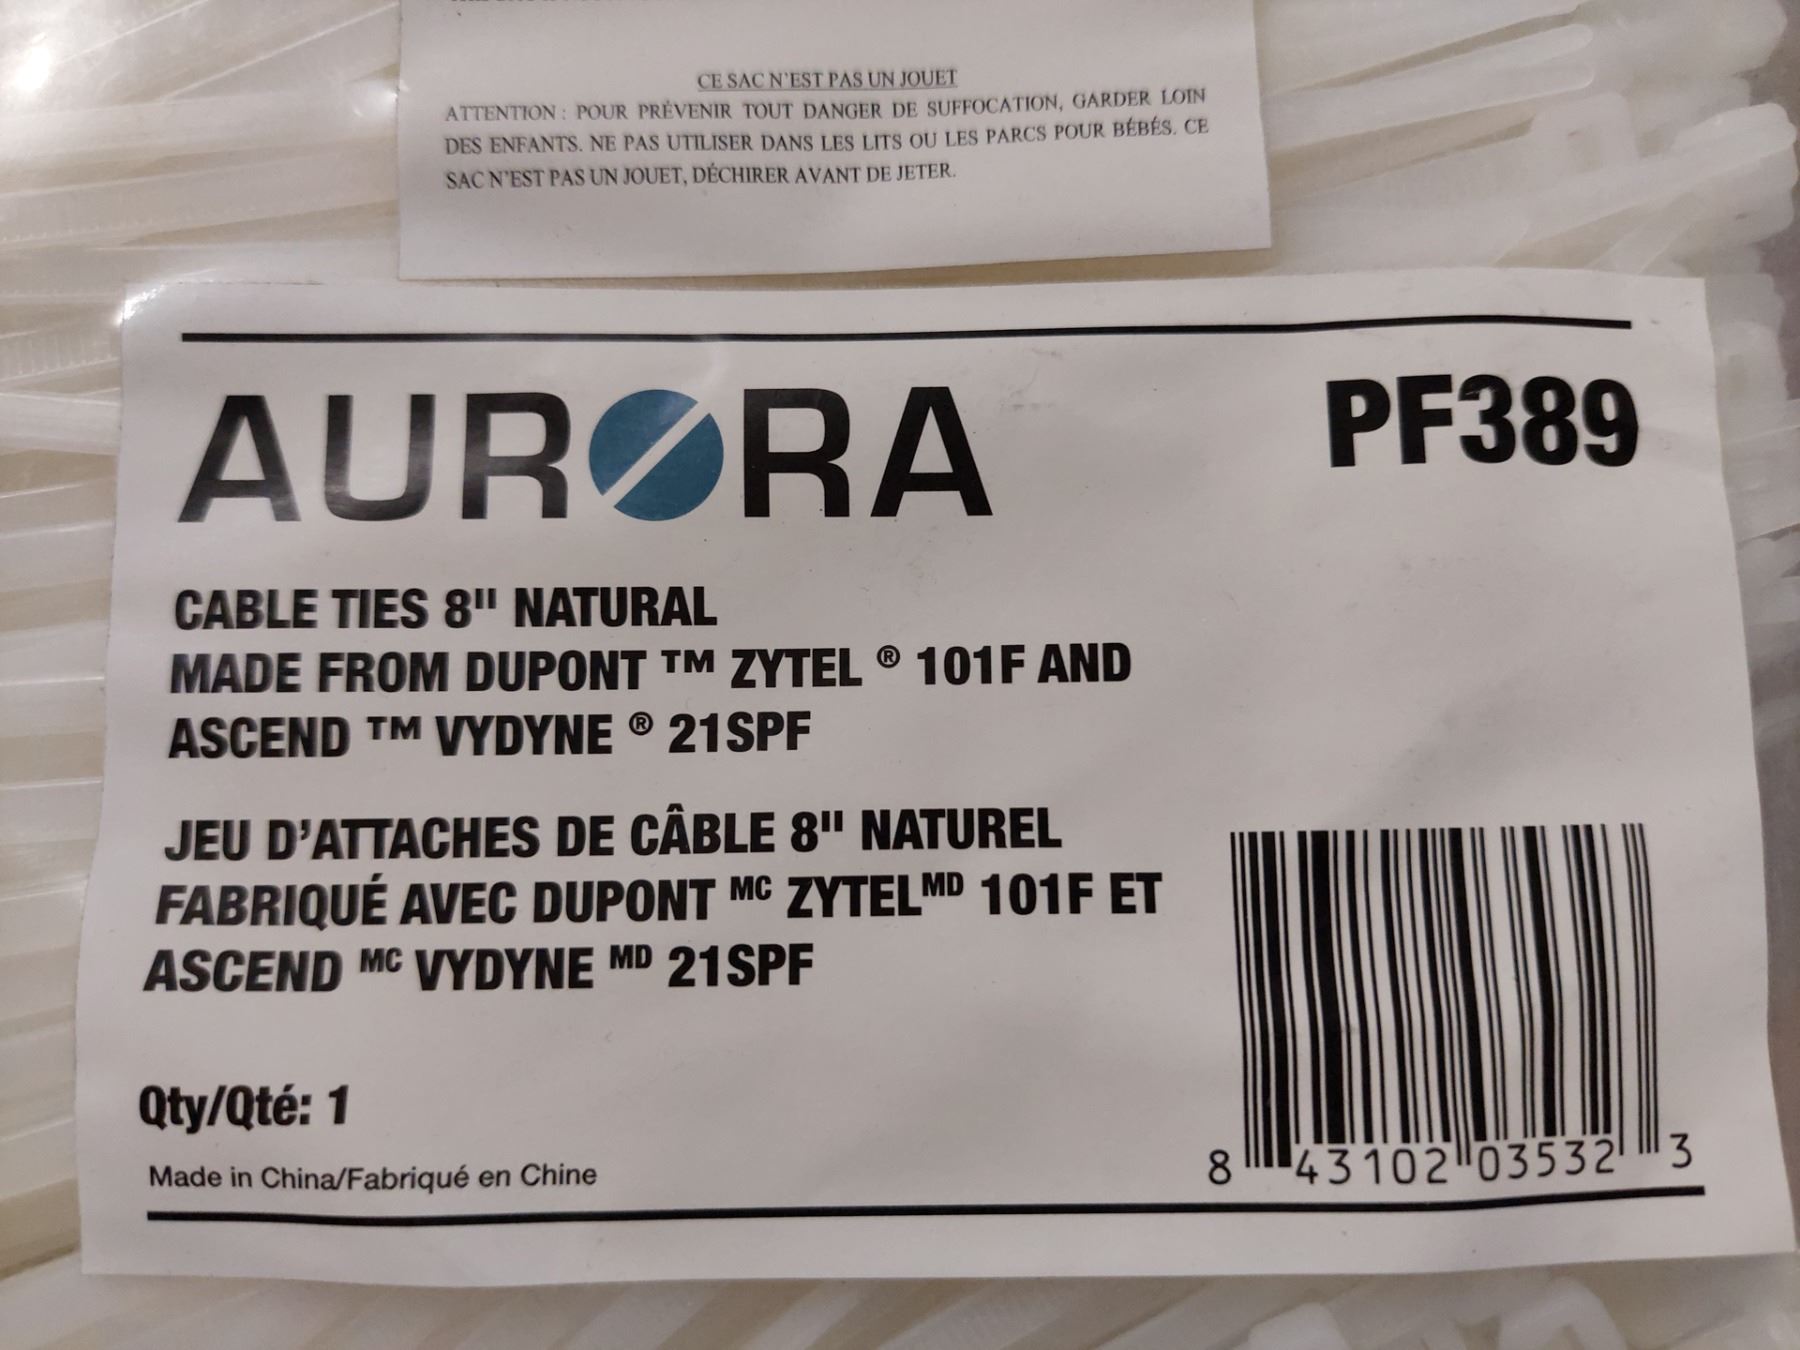 CE SAC N'EST PAS UN JOUET
ATTENTION : POUR PRÉVENIR TOUT DANGER DE SUFFOCATION, GARDER LOIN
DES ENFANTS. NE PAS UTILISER DANS LES LITS OU LES PARCS POUR BÉBÉS. CE
SAC N'EST PAS UN JOUET, DÉCHIRER AVANT DE JETER.
AURORA
PF389
CABLE TIES 8" NATURAL
MADE FROM DUPONT ™ ZYTEL ® 101F AND
ASCEND ™ VYDYNE ® 21SPF
JEU D'ATTACHES DE CÂBLE 8" NATUREL
FABRIQUÉ AVEC DUPONT MC ZYTEL MD 101F ET
ASCEND MC VYDYNE MD 21SPF
Qty/Qté: 1
Made in China/Fabriqué en Chine
8 43102 03532 3